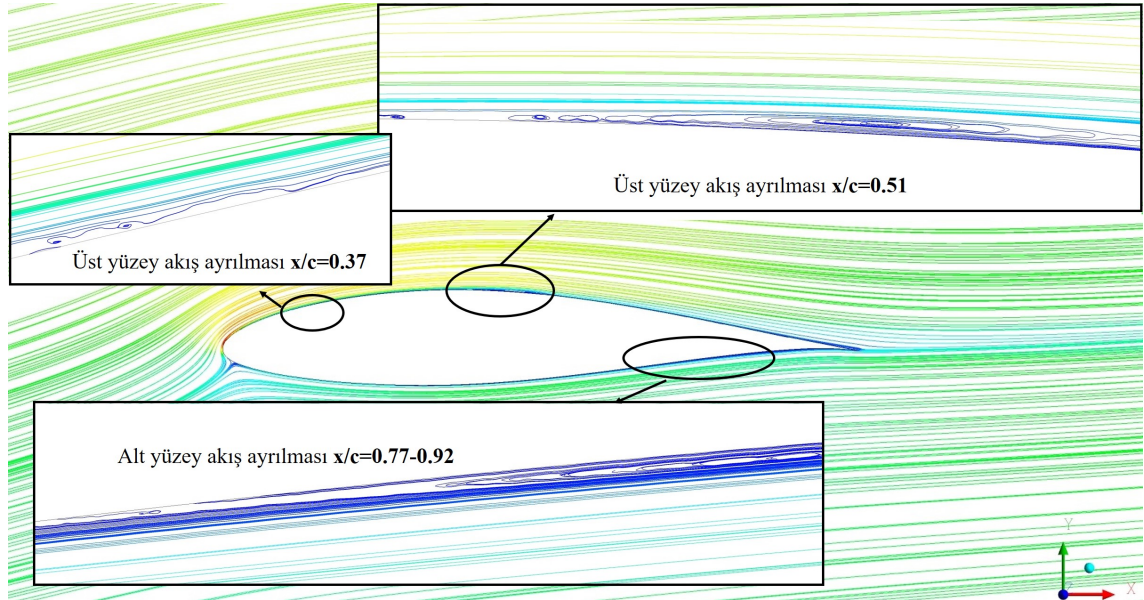 Üst yüzey akış ayrılması x/c=0.51
Üst yüzey akış ayrılması x/c=0.37
Alt yüzey akış ayrılması x/c=0.77-0.92
Y
Z
X